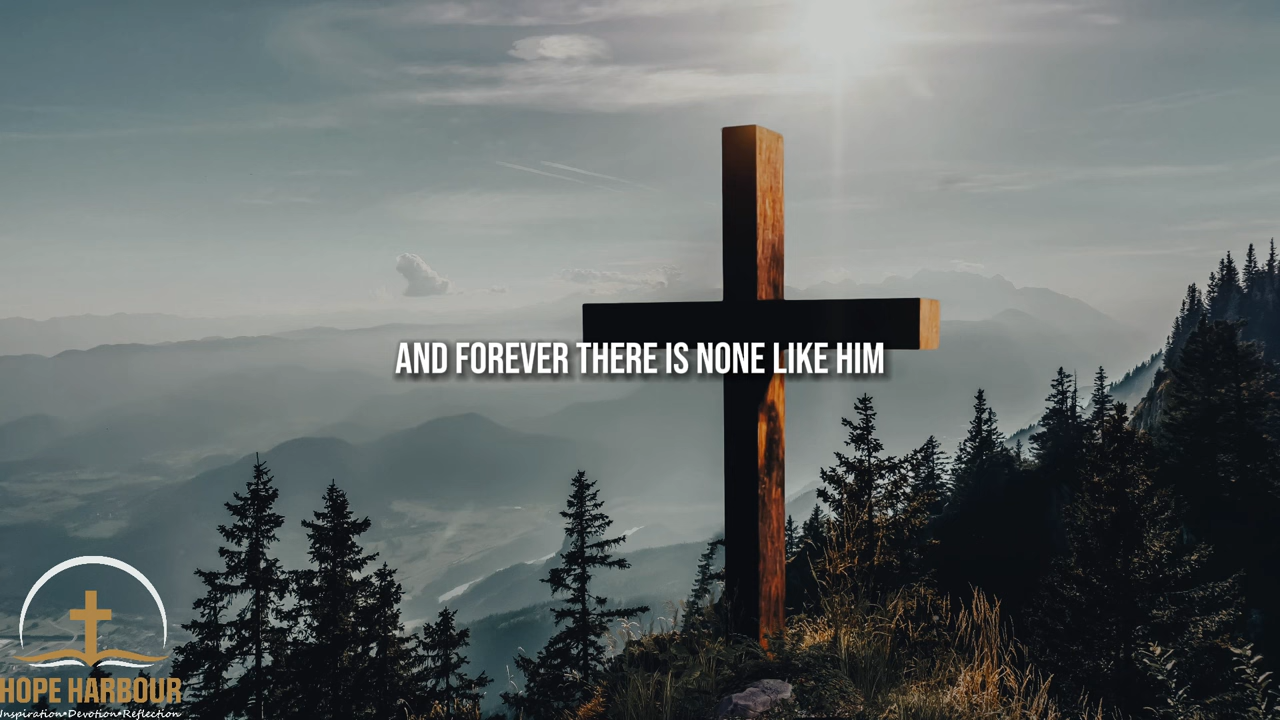 AND FOREVER THERE IS NONE LIKE HIM
HOPE HARBOUR
Inspiration•Devotion•Reflection